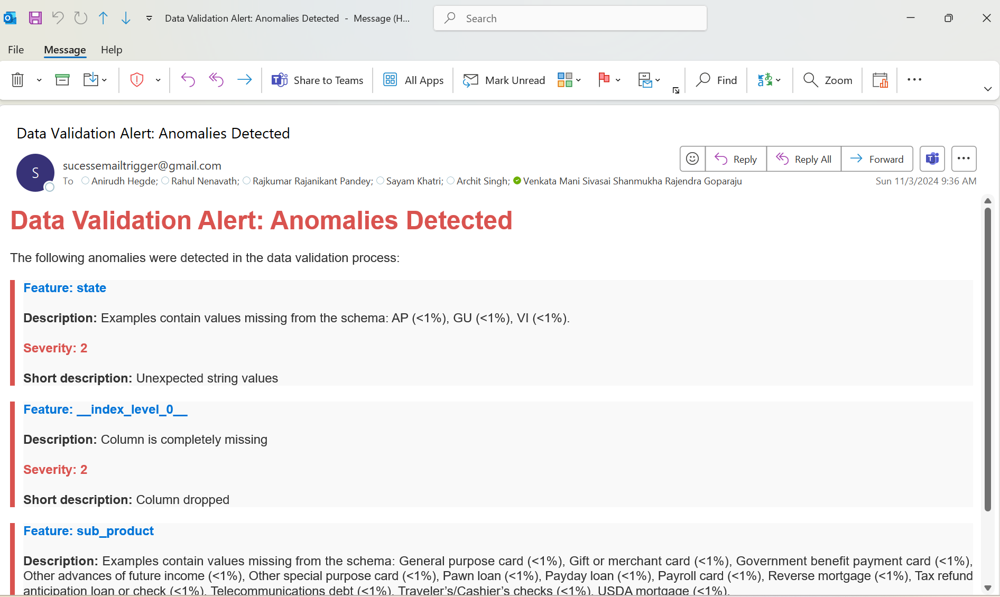 Data Validation Alert: Anomalies Detected - Message (H...
Search
File Message Help
Share to Teams All Apps Mark Unread Find Zoom
Data Validation Alert: Anomalies Detected
S
sucessemailtrigger@gmail.com
Reply Reply All Forward
To Anirudh Hegde; Rahul Nenavath; Rajkumar Rajanikant Pandey; Sayam Khatri; Archit Singh; Venkata Mani Sivasai Shanmukha Rajendra Goparaju
Sun 11/3/2024 9:36 AM
Data Validation Alert: Anomalies Detected
The following anomalies were detected in the data validation process:
Feature: state
Description: Examples contain values missing from the schema: AP (<1%), GU (<1%), VI (<1%).
Severity: 2
Short description: Unexpected string values
Feature: __index_level_0__
Description: Column is completely missing
Severity: 2
Short description: Column dropped
Feature: sub_product
Description: Examples contain values missing from the schema: General purpose card (<1%), Gift or merchant card (<1%), Government benefit payment card (<1%),
Other advances of future income (<1%), Other special purpose card (<1%), Pawn loan (<1%), Payday loan (<1%), Payroll card (<1%), Reverse mortgage (<1%), Tax refund
anticipation loan or check (<1%), Telecommunications debt (<1%), Traveler’s/Cashier’s checks (<1%), USDA mortgage (<1%).